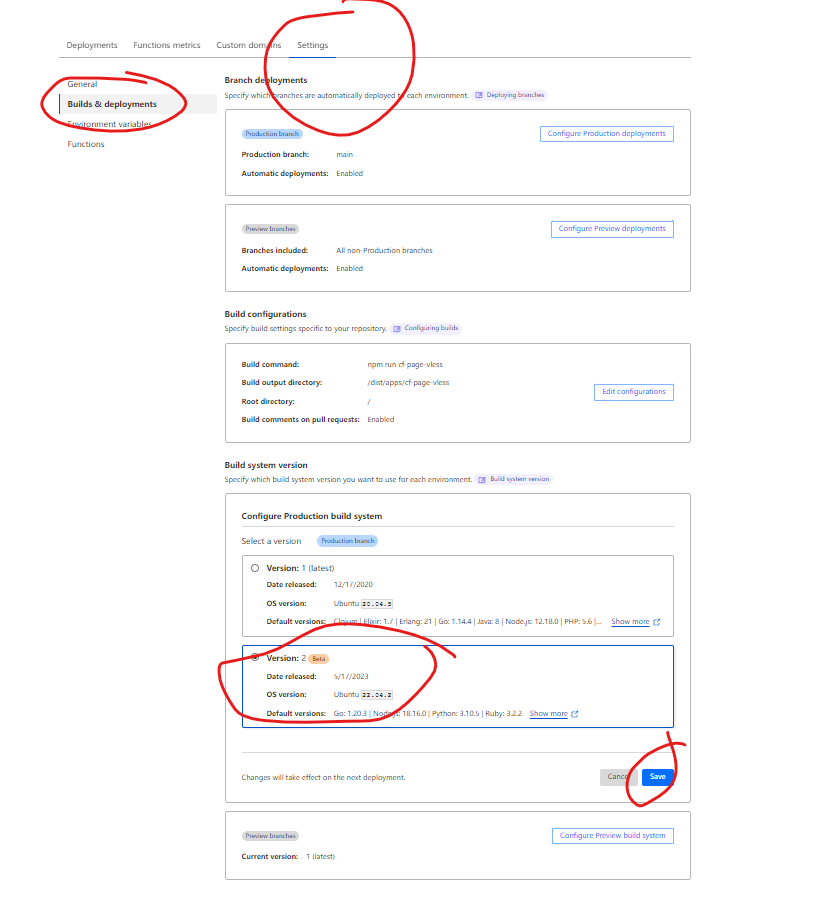 Deployments Functions metrics Custom domains Settings
General
Builds & deployments
Environment variables
Functions
Branch deployments
Specify which branches are automatically deployed to each environment. Deploying branches
Production branch Configure Production deployments
Production branch: main
Automatic deployments: Enabled
Preview branches Configure Preview deployments
Branches included: All non-Production branches
Automatic deployments: Enabled
Build configurations
Specify build settings specific to your repository. Configuring builds
Build command: npm run cf-page-vless
Build output directory: /dist/apps/cf-page-vless
Root directory: /
Edit configurations
Build comments on pull requests: Enabled
Build system version
Specify which build system version you want to use for each environment. Build system version
Configure Production build system
Select a version Production branch
Version: 1 (latest)
Date released: 12/17/2020
OS version: Ubuntu 20.04.5
Default versions: Clojure | Elixir: 1.7 | Erlang: 21 | Go: 1.14.4 | Java: 8 | Node.js: 12.18.0 | PHP: 5.6 |... Show more
Version: 2 Beta
Date released: 5/17/2023
OS version: Ubuntu 22.04.2
Default versions: Go: 1.20.3 | Node.js: 18.16.0 | Python: 3.10.5 | Ruby: 3.2.2 Show more
Changes will take effect on the next deployment. Cancel Save
Preview branches Configure Preview build system
Current version: 1 (latest)